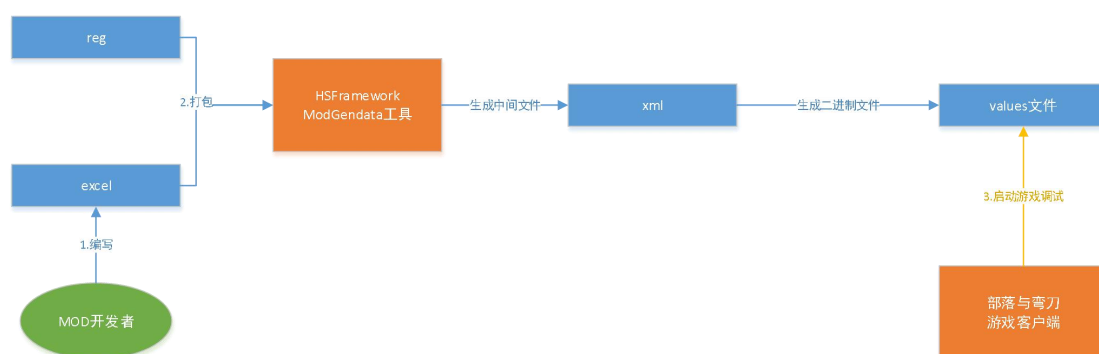 reg
2.打包
HSFramework
ModGendata工具
生成中间文件
xml
生成二进制文件
values文件
excel
3.启动游戏调试
1.编写
MOD开发者
部落与弯刀
游戏客户端